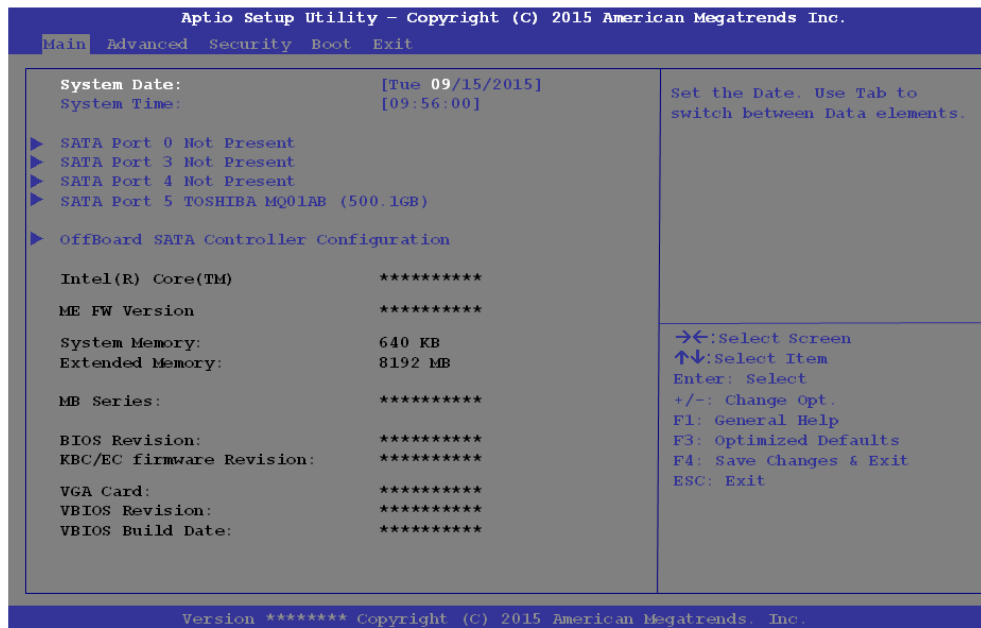 Aptio Setup Utility – Copyright (C) 2015 American Megatrends Inc.
Main Advanced Security Boot Exit
System Date: [Tue 09/15/2015]
System Time: [09:56:00]
SATA Port 0 Not Present
SATA Port 3 Not Present
SATA Port 4 Not Present
SATA Port 5 TOSHIBA MQ01AB (500.1GB)
OffBoard SATA Controller Configuration
Intel(R) Core(TM) **********
ME FW Version **********
System Memory: 640 KB
Extended Memory: 8192 MB
MB Series: **********
BIOS Revision: **********
KBC/EC firmware Revision: **********
VGA Card: **********
VBIOS Revision: **********
VBIOS Build Date: **********
Set the Date. Use Tab to
switch between Data elements.
→←:Select Screen
↑↓:Select Item
Enter: Select
+/-: Change Opt.
F1: General Help
F3: Optimized Defaults
F4: Save Changes & Exit
ESC: Exit
Version ******** Copyright (C) 2015 American Megatrends. Inc.